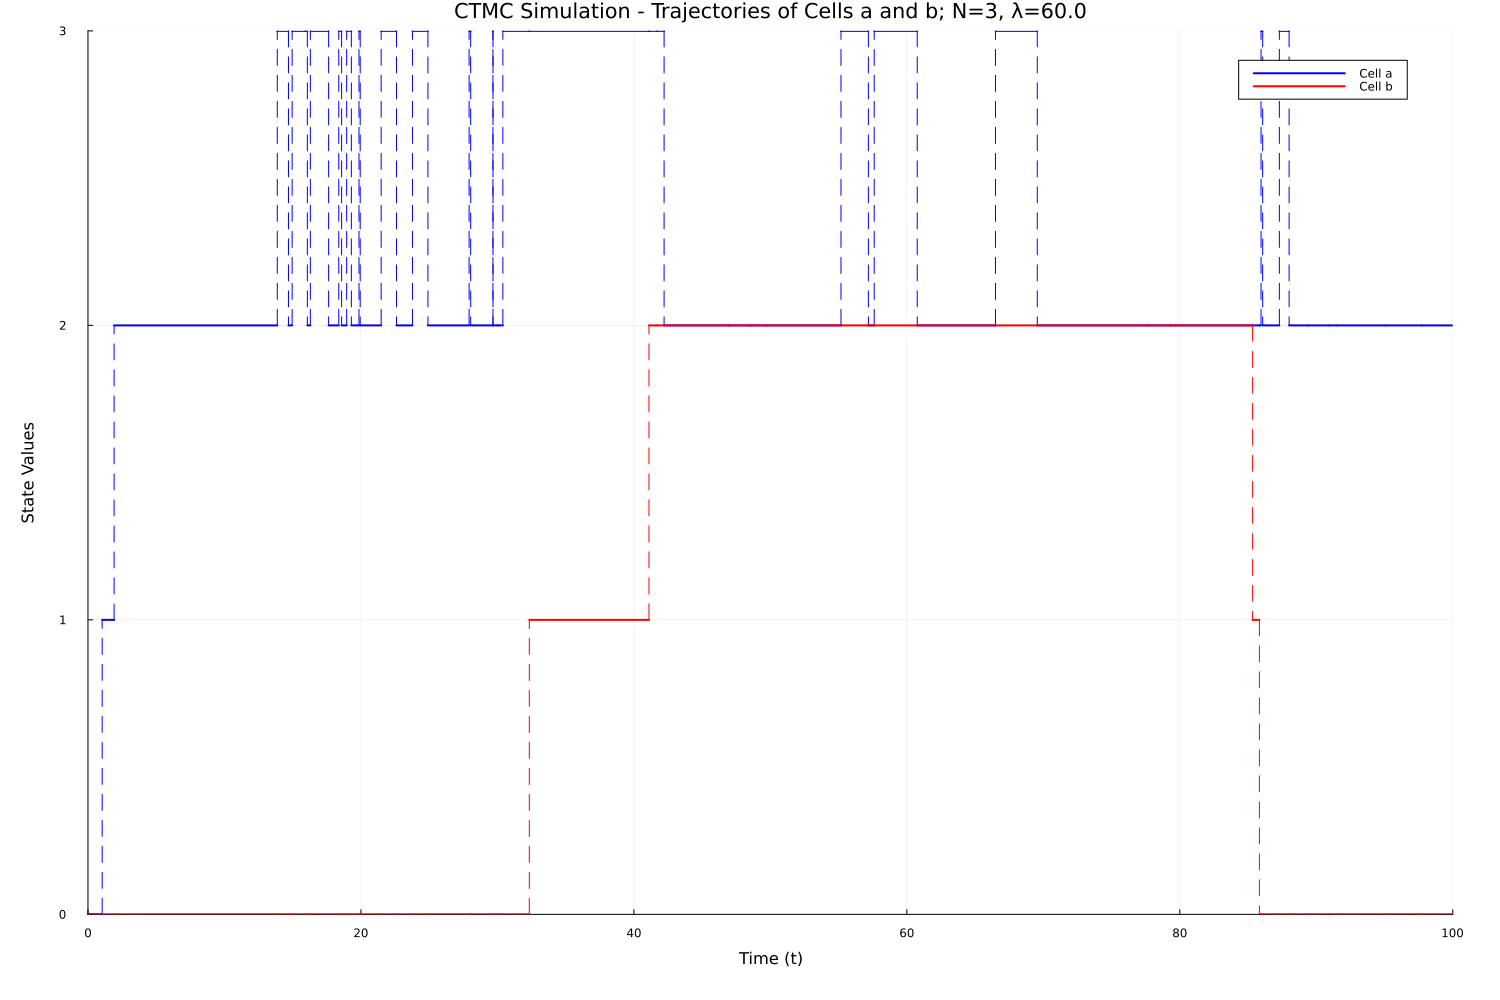 CTMC Simulation - Trajectories of Cells a and b; N=3, λ=60.0
3
Cell a
Cell b
2
State Values
1
0
0 20 40 60 80 100
Time (t)